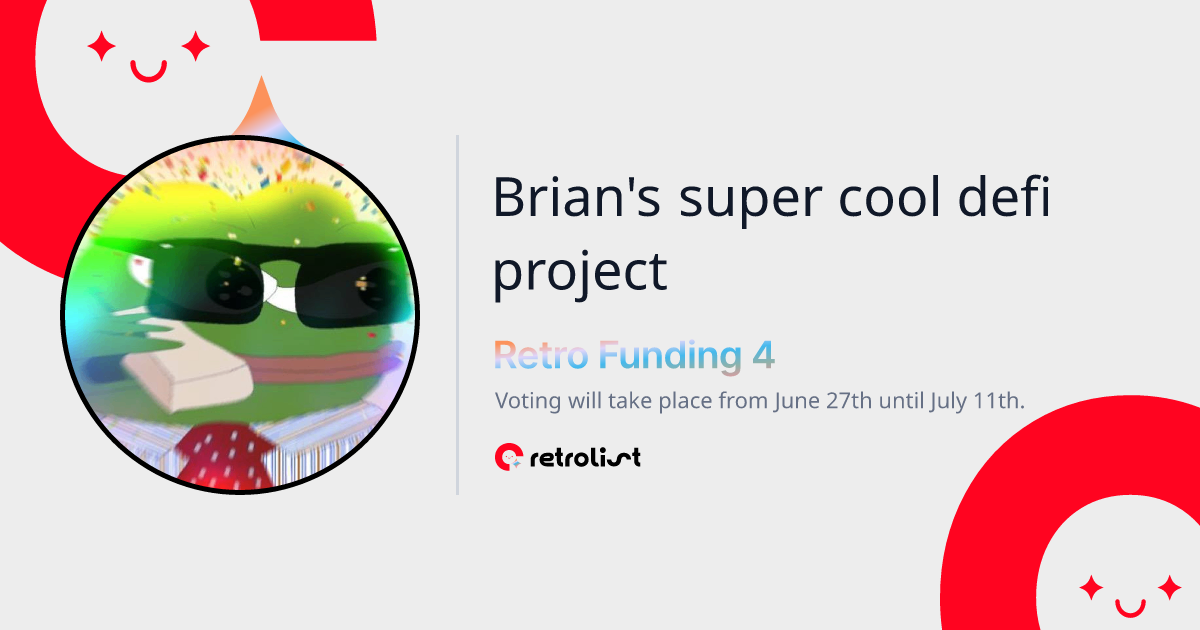 Brian's super cool defi
project
Retro Funding 4
Voting will take place from June 27th until July 11th.
retrolist